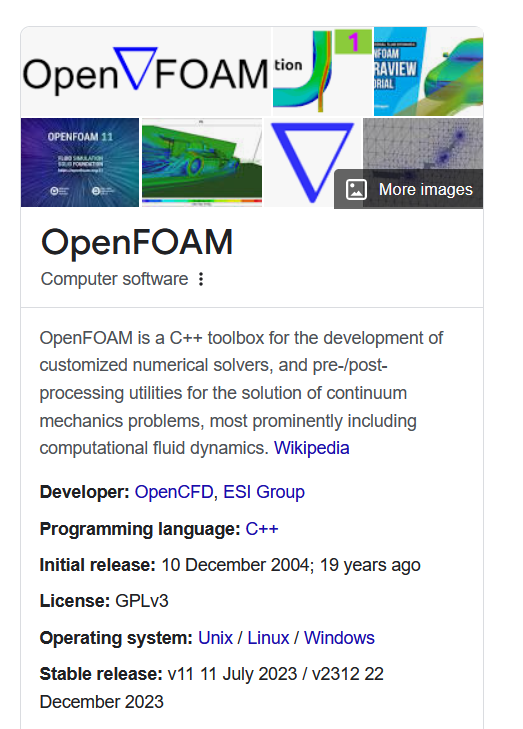 Open FOAM
tion
1
FOAM
RAVIEW
ORIAL
OPENFOAM 11
FLUID SIMULATION
More images
OpenFOAM
Computer software
OpenFOAM is a C++ toolbox for the development of
customized numerical solvers, and pre-/post-
processing utilities for the solution of continuum
mechanics problems, most prominently including
computational fluid dynamics. Wikipedia
Developer: OpenCFD, ESI Group
Programming language: C++
Initial release: 10 December 2004; 19 years ago
License: GPLv3
Operating system: Unix / Linux / Windows
Stable release: v11 11 July 2023 / v2312 22
December 2023